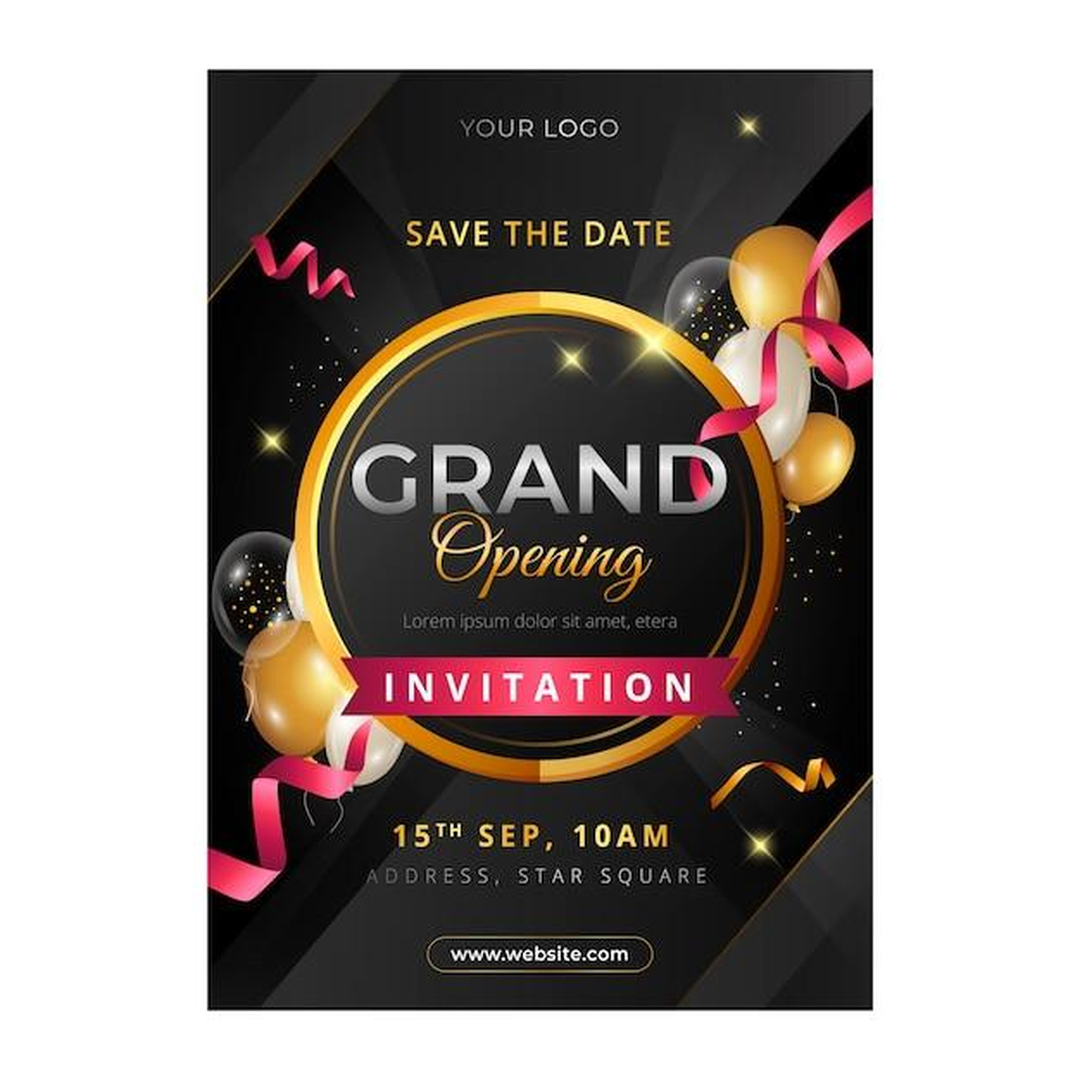 YOUR LOGO
SAVE THE DATE
GRAND
Opening
Lorem ipsum dolor sit amet, etera
INVITATION
15TH SEP, 10AM
ADDRESS, STAR SQUARE
www.website.com